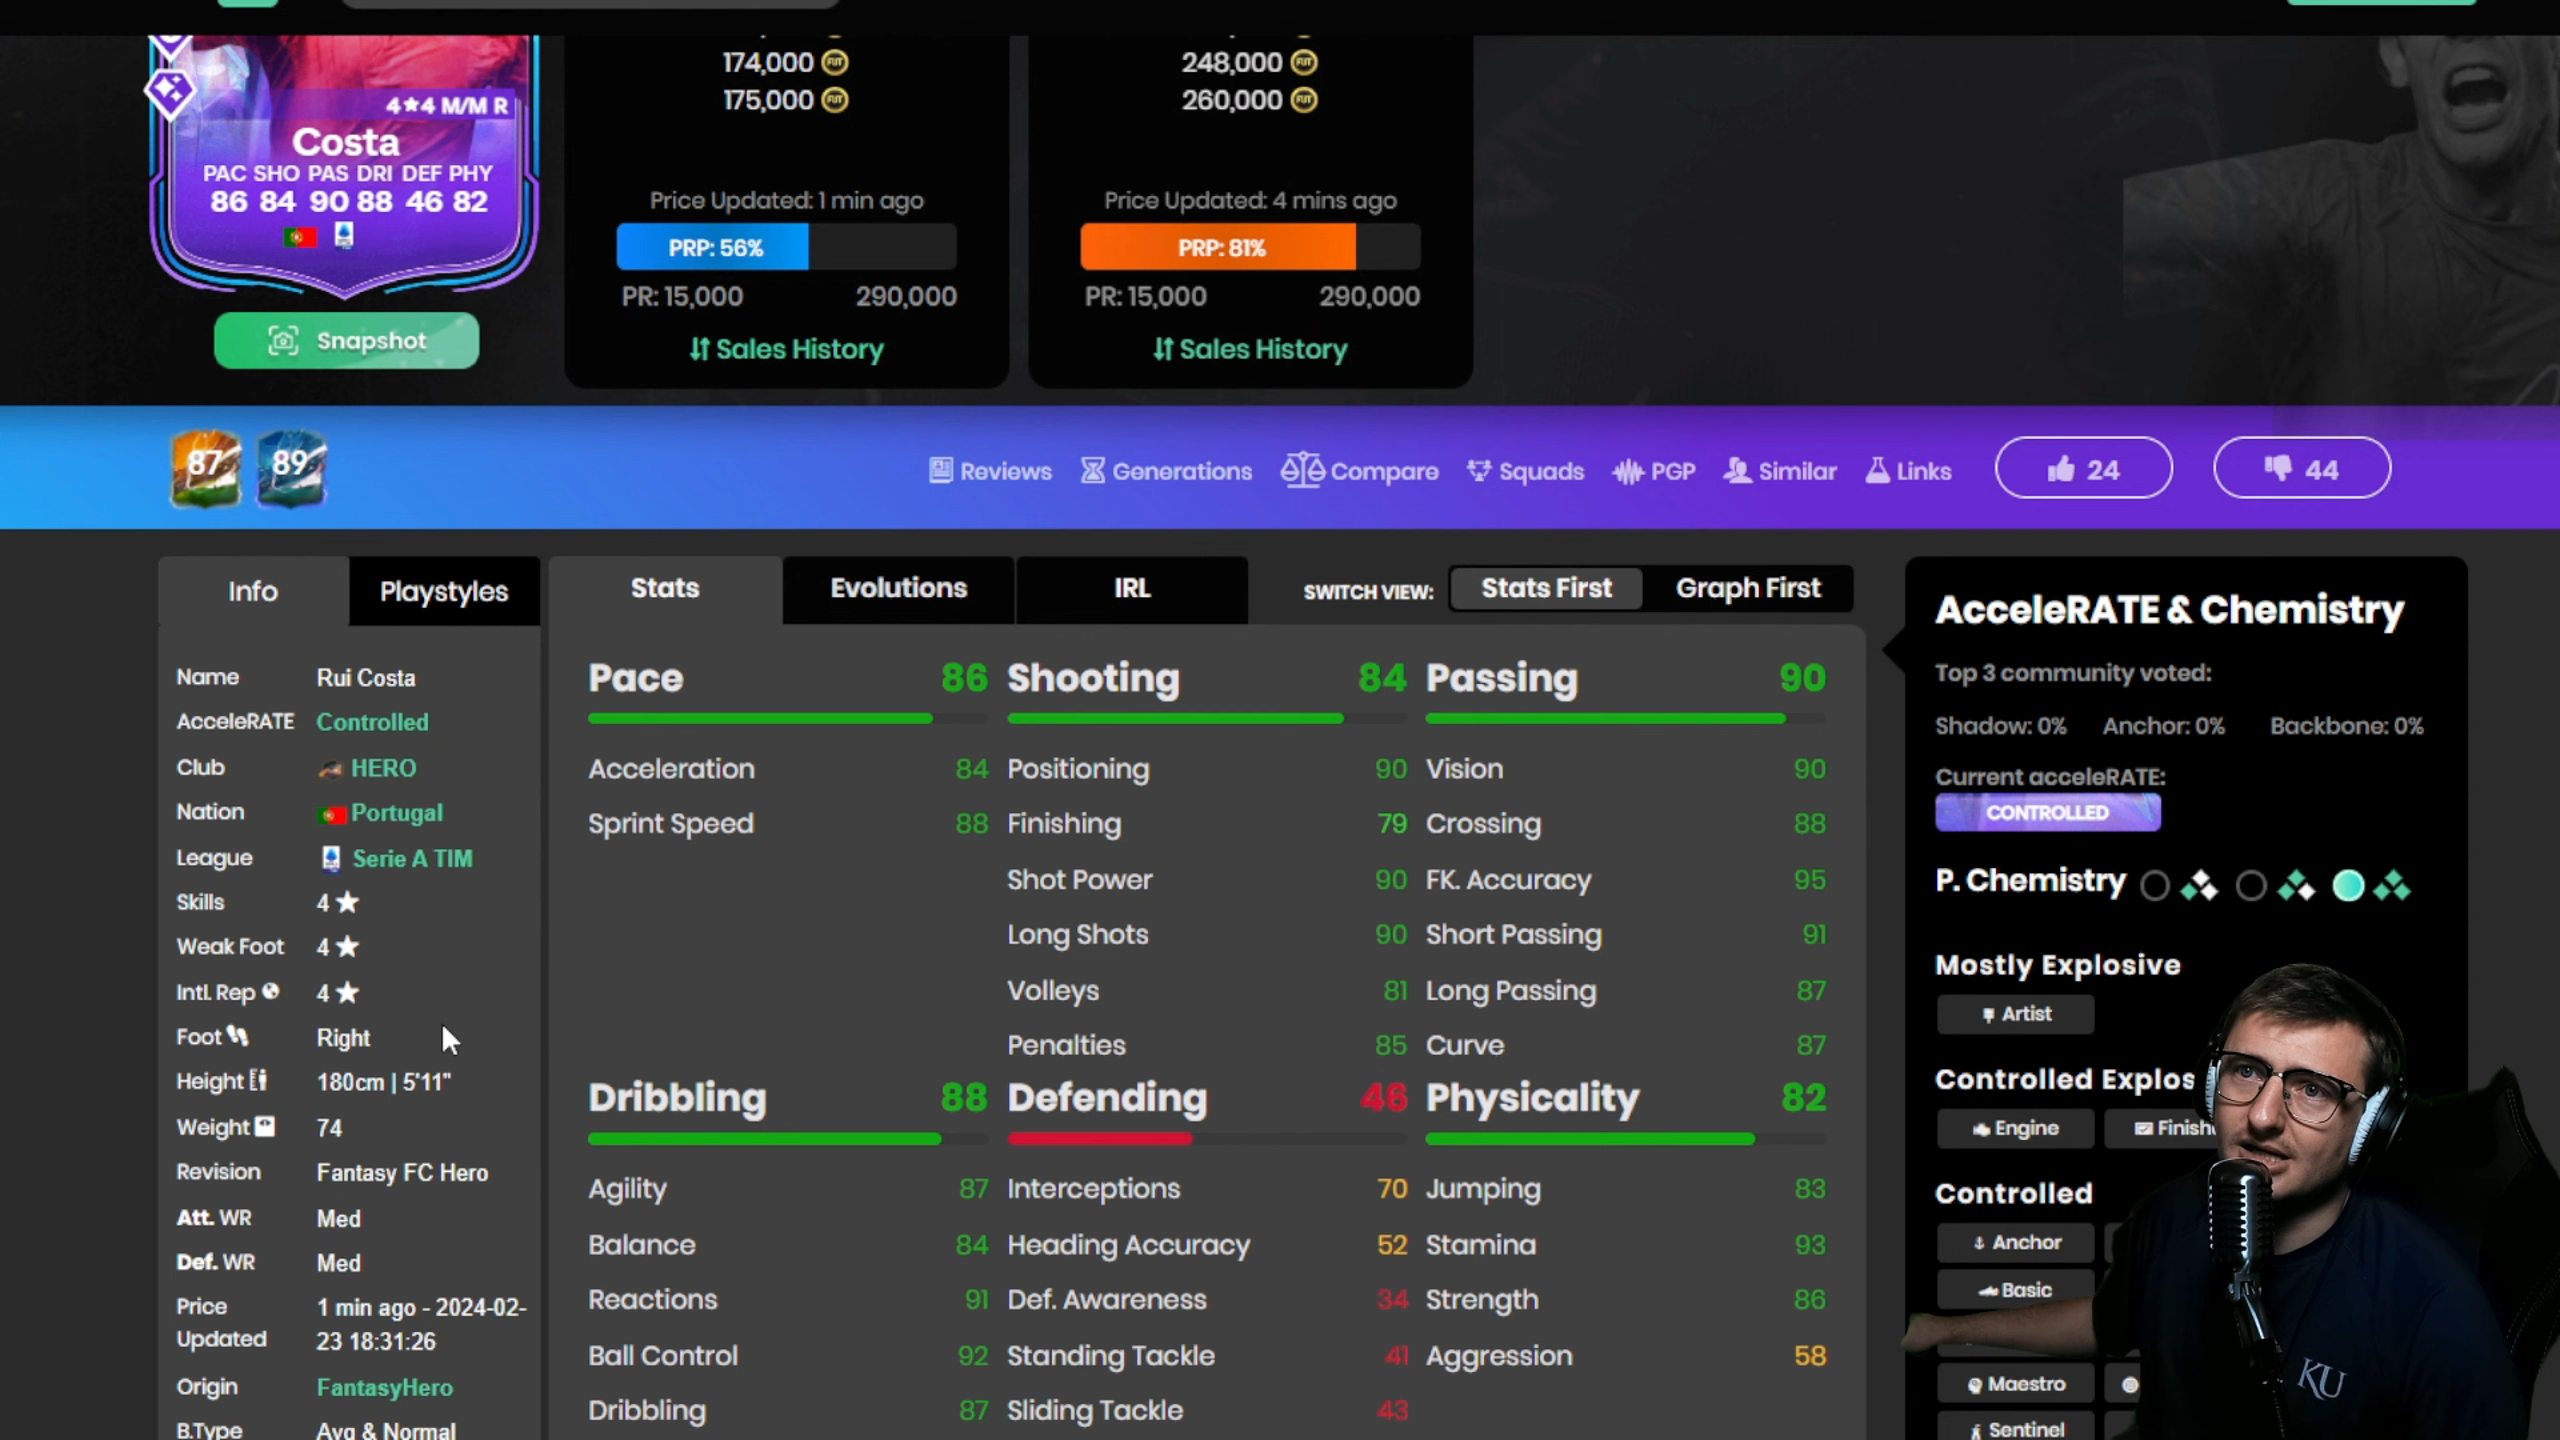 4★4 M/M R
Costa
PAC SHO PAS DRI DEF PHY
86 84 90 88 46 82
Snapshot
174,000
175,000
Price Updated: 1 min ago
PRP: 56%
PR: 15,000 290,000
Sales History
248,000
260,000
Price Updated: 4 mins ago
PRP: 81%
PR: 15,000 290,000
Sales History
87 89
Reviews Generations Compare Squads PGP Similar Links 24 44
Info Playstyles
Name Rui Costa
AcceleRATE Controlled
Club HERO
Nation Portugal
League Serie A TIM
Skills 4 ★
Weak Foot 4 ★
Intl. Rep 4 ★
Foot Right
Height 180cm | 5'11"
Weight 74
Revision Fantasy FC Hero
Att. WR Med
Def. WR Med
Price Updated 1 min ago - 2024-02-
23 18:31:26
Origin FantasyHero
B.Type Avg & Normal
Stats Evolutions IRL SWITCH VIEW: Stats First Graph First
Pace 86
Acceleration 84
Sprint Speed 88
Shooting 84
Positioning 90
Finishing 79
Shot Power 90
Long Shots 90
Volleys 81
Penalties 85
Passing 90
Vision 90
Crossing 88
FK. Accuracy 95
Short Passing 91
Long Passing 87
Curve 87
Dribbling 88
Agility 87
Balance 84
Reactions 91
Ball Control 92
Dribbling 87
Defending 46
Interceptions 70
Heading Accuracy 52
Def. Awareness 34
Standing Tackle 41
Sliding Tackle 43
Physicality 82
Jumping 83
Stamina 93
Strength 86
Aggression 58
AcceleRATE & Chemistry
Top 3 community voted:
Shadow: 0% Anchor: 0% Backbone: 0%
Current acceleRATE:
CONTROLLED
P. Chemistry
Mostly Explosive
Artist
Controlled Explos
Engine Finish
Controlled
Anchor
Basic
Maestro
Sentinel
KU